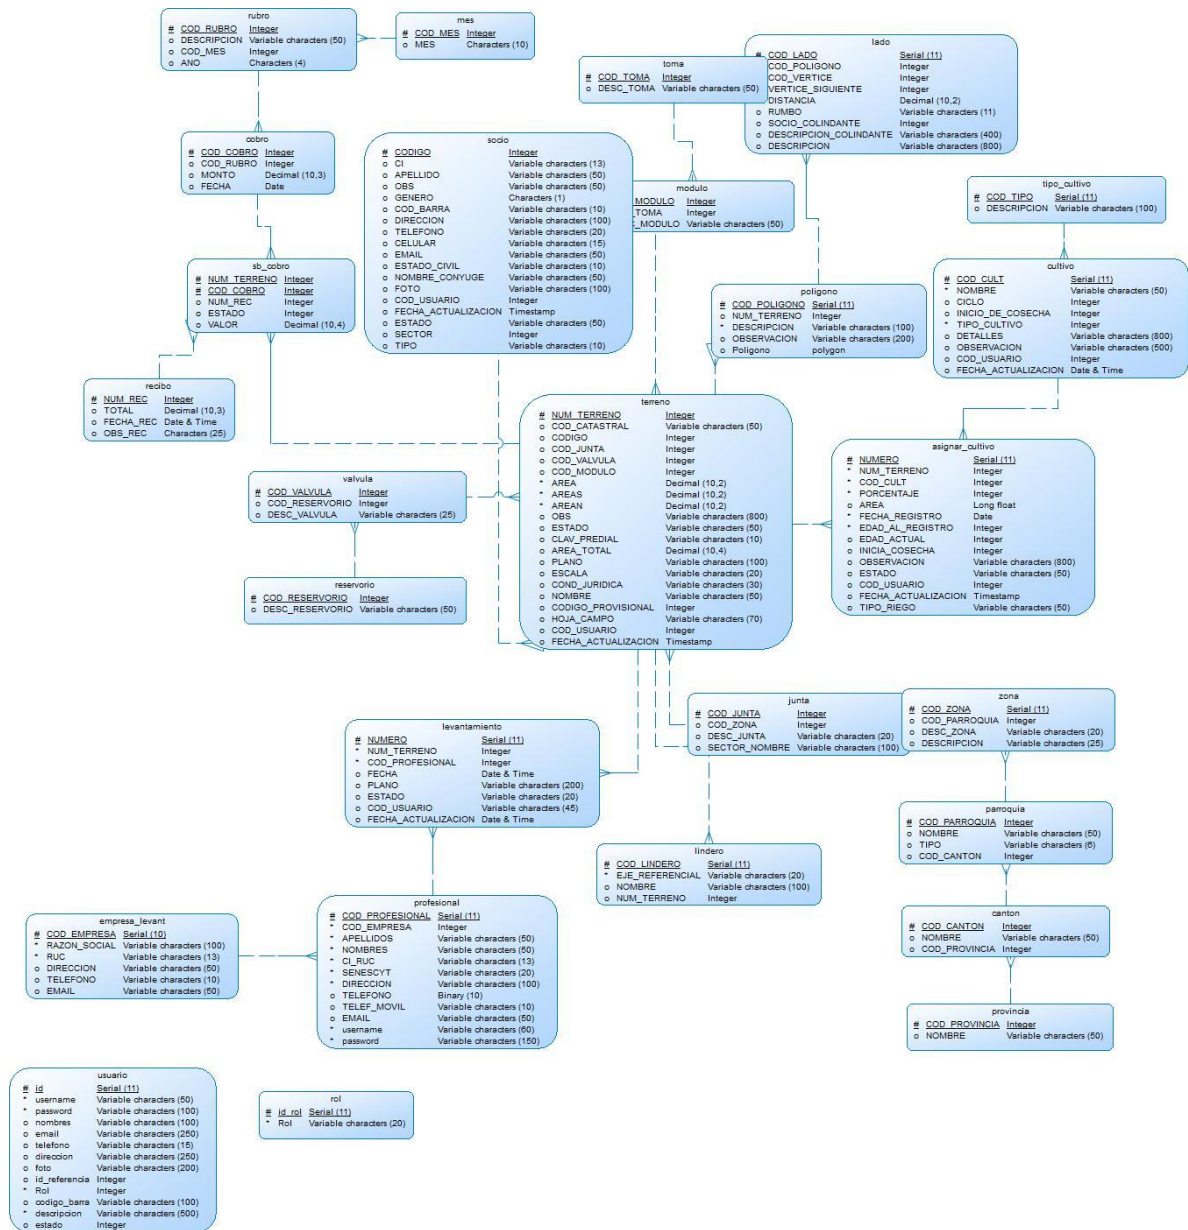 rubro
# COD_RUBRO Integer
o DESCRIPCION Variable characters (50)
o COD_MES Integer
o ANO Characters (4)
mes
# COD_MES Integer
o MES Characters (10)
toma
# COD_TOMA Integer
o DESC_TOMA Variable characters (50)
lado
# COD_LADO Serial (11)
COD_POLIGONO Integer
COD_VERTICE Integer
VERTICE_SIGUIENTE Integer
DISTANCIA Decimal (10,2)
o RUMBO Variable characters (11)
o SOCIO_COLINDANTE Integer
o DESCRIPCION_COLINDANTE Variable characters (400)
o DESCRIPCION Variable characters (800)
cobro
# COD_COBRO Integer
o COD_RUBRO Integer
o MONTO Decimal (10,3)
o FECHA Date
socio
# CODIGO Integer
o CI Variable characters (13)
o APELLIDO Variable characters (50)
o OBS Variable characters (50)
o GENERO Characters (1)
o COD_BARRA Variable characters (10)
o DIRECCION Variable characters (100)
o TELEFONO Variable characters (20)
o CELULAR Variable characters (15)
o EMAIL Variable characters (50)
o ESTADO_CIVIL Variable characters (10)
o NOMBRE_CONYUGE Variable characters (50)
o FOTO Variable characters (100)
o COD_USUARIO Integer
o FECHA_ACTUALIZACION Timestamp
o ESTADO Variable characters (50)
o SECTOR Integer
o TIPO Variable characters (10)
modulo
_MODULO Integer
_TOMA Integer
_MODULO Variable characters (50)
tipo_cultivo
# COD_TIPO Serial (11)
o DESCRIPCION Variable characters (100)
sb_cobro
# NUM_TERRENO Integer
# COD_COBRO Integer
o NUM_REC Integer
o ESTADO Integer
o VALOR Decimal (10,4)
poligono
# COD_POLIGONO Serial (11)
o NUM_TERRENO Integer
* DESCRIPCION Variable characters (100)
o OBSERVACION Variable characters (200)
o Poligono polygon
cultivo
# COD_CULT Serial (11)
* NOMBRE Variable characters (50)
o CICLO Integer
o INICIO_DE_COSECHA Integer
* TIPO_CULTIVO Integer
o DETALLES Variable characters (800)
o OBSERVACION Variable characters (500)
o COD_USUARIO Integer
o FECHA_ACTUALIZACION Date & Time
recibo
# NUM_REC Integer
o TOTAL Decimal (10,3)
o FECHA_REC Date & Time
o OBS_REC Characters (25)
terreno
# NUM_TERRENO Integer
o COD_CATASTRAL Variable characters (50)
o CODIGO Integer
o COD_JUNTA Integer
o COD_VALVULA Integer
o COD_MODULO Integer
* AREA Decimal (10,2)
* AREAS Decimal (10,2)
* AREAN Decimal (10,2)
o OBS Variable characters (800)
o ESTADO Variable characters (50)
o CLAV_PREDIAL Variable characters (10)
o AREA_TOTAL Decimal (10,4)
o PLANO Variable characters (100)
o ESCALA Variable characters (20)
o COND_JURIDICA Variable characters (30)
o NOMBRE Variable characters (50)
o CODIGO_PROVISIONAL Integer
o HOJA_CAMPO Variable characters (70)
o COD_USUARIO Integer
o FECHA_ACTUALIZACION Timestamp
asignar_cultivo
# NUMERO Serial (11)
* NUM_TERRENO Integer
* COD_CULT Integer
* PORCENTAJE Integer
o AREA Long float
* FECHA_REGISTRO Date
* EDAD_AL_REGISTRO Integer
o EDAD_ACTUAL Integer
o INICIA_COSECHA Integer
o OBSERVACION Variable characters (800)
o ESTADO Variable characters (50)
o COD_USUARIO Integer
o FECHA_ACTUALIZACION Timestamp
o TIPO_RIEGO Variable characters (50)
valvula
# COD_VALVULA Integer
o COD_RESERVORIO Integer
o DESC_VALVULA Variable characters (25)
reservorio
# COD_RESERVORIO Integer
o DESC_RESERVORIO Variable characters (50)
levantamiento
# NUMERO Serial (11)
* NUM_TERRENO Integer
* COD_PROFESIONAL Integer
o FECHA Date & Time
o PLANO Variable characters (200)
o ESTADO Variable characters (20)
o COD_USUARIO Variable characters (45)
o FECHA_ACTUALIZACION Date & Time
junta
# COD_JUNTA Integer
o COD_ZONA Integer
o DESC_JUNTA Variable characters (20)
o SECTOR_NOMBRE Variable characters (100)
zona
# COD_ZONA Serial (11)
o COD_PARROQUIA Integer
o DESC_ZONA Variable characters (20)
o DESCRIPCION Variable characters (25)
parroquia
# COD_PARROQUIA Integer
o NOMBRE Variable characters (50)
o TIPO Variable characters (6)
o COD_CANTON Integer
lindero
# COD_LINDERO Serial (11)
* EJE_REFERENCIAL Variable characters (20)
o NOMBRE Variable characters (100)
o NUM_TERRENO Integer
canton
# COD_CANTON Integer
o NOMBRE Variable characters (50)
o COD_PROVINCIA Integer
provincia
# COD_PROVINCIA Integer
o NOMBRE Variable characters (50)
empresa_levant
# COD_EMPRESA Serial (10)
* RAZON_SOCIAL Variable characters (100)
* RUC Variable characters (13)
o DIRECCION Variable characters (50)
o TELEFONO Variable characters (10)
o EMAIL Variable characters (50)
profesional
# COD_PROFESIONAL Serial (11)
* COD_EMPRESA Integer
* APELLIDOS Variable characters (50)
* NOMBRES Variable characters (50)
* CI_RUC Variable characters (13)
* SENESCYT Variable characters (20)
* DIRECCION Variable characters (100)
o TELEFONO Binary (10)
o TELEF_MOVIL Variable characters (10)
o EMAIL Variable characters (50)
* username Variable characters (60)
* password Variable characters (150)
usuario
# id Serial (11)
* username Variable characters (50)
* password Variable characters (100)
o nombres Variable characters (100)
o email Variable characters (250)
o telefono Variable characters (15)
o direccion Variable characters (250)
o foto Variable characters (200)
o id_referencia Integer
* Rol Integer
o codigo_barra Variable characters (100)
* descripcion Variable characters (500)
o estado Integer
rol
# id_rol Serial (11)
* Rol Variable characters (20)